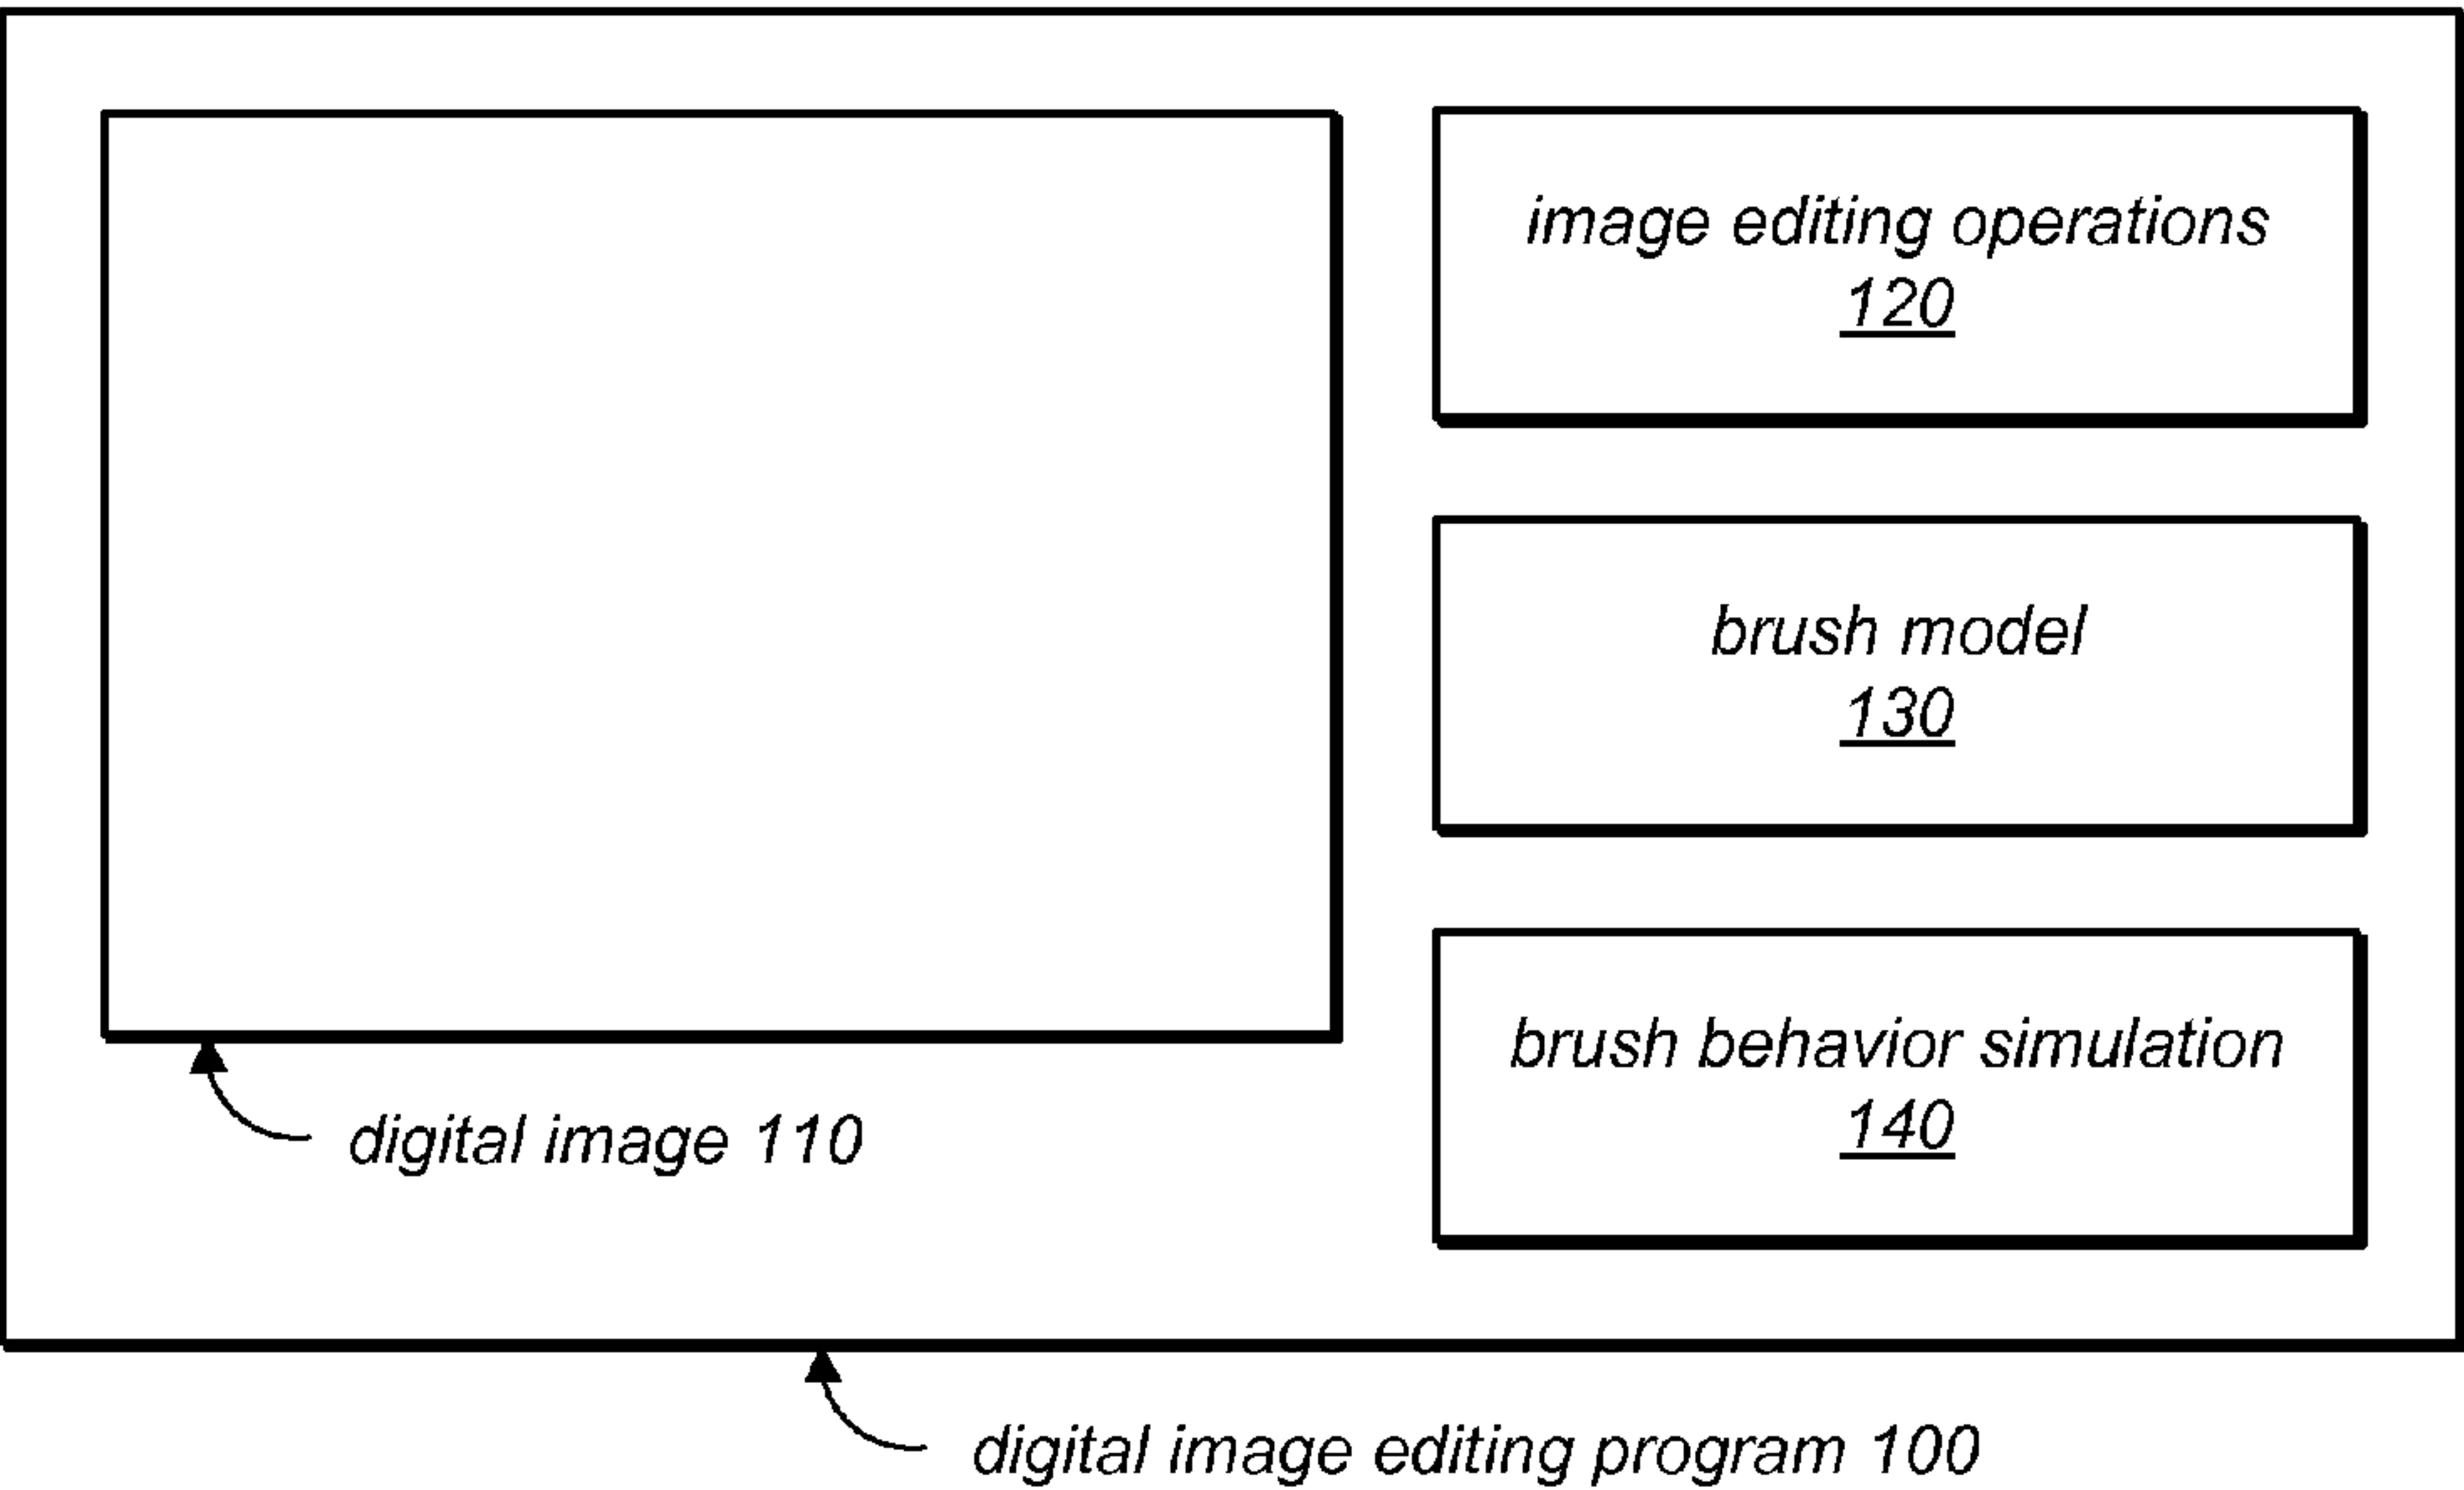 image editing operations
120
brush model
130
brush behavior simulation
140
digital image 110
digital image editing program 100